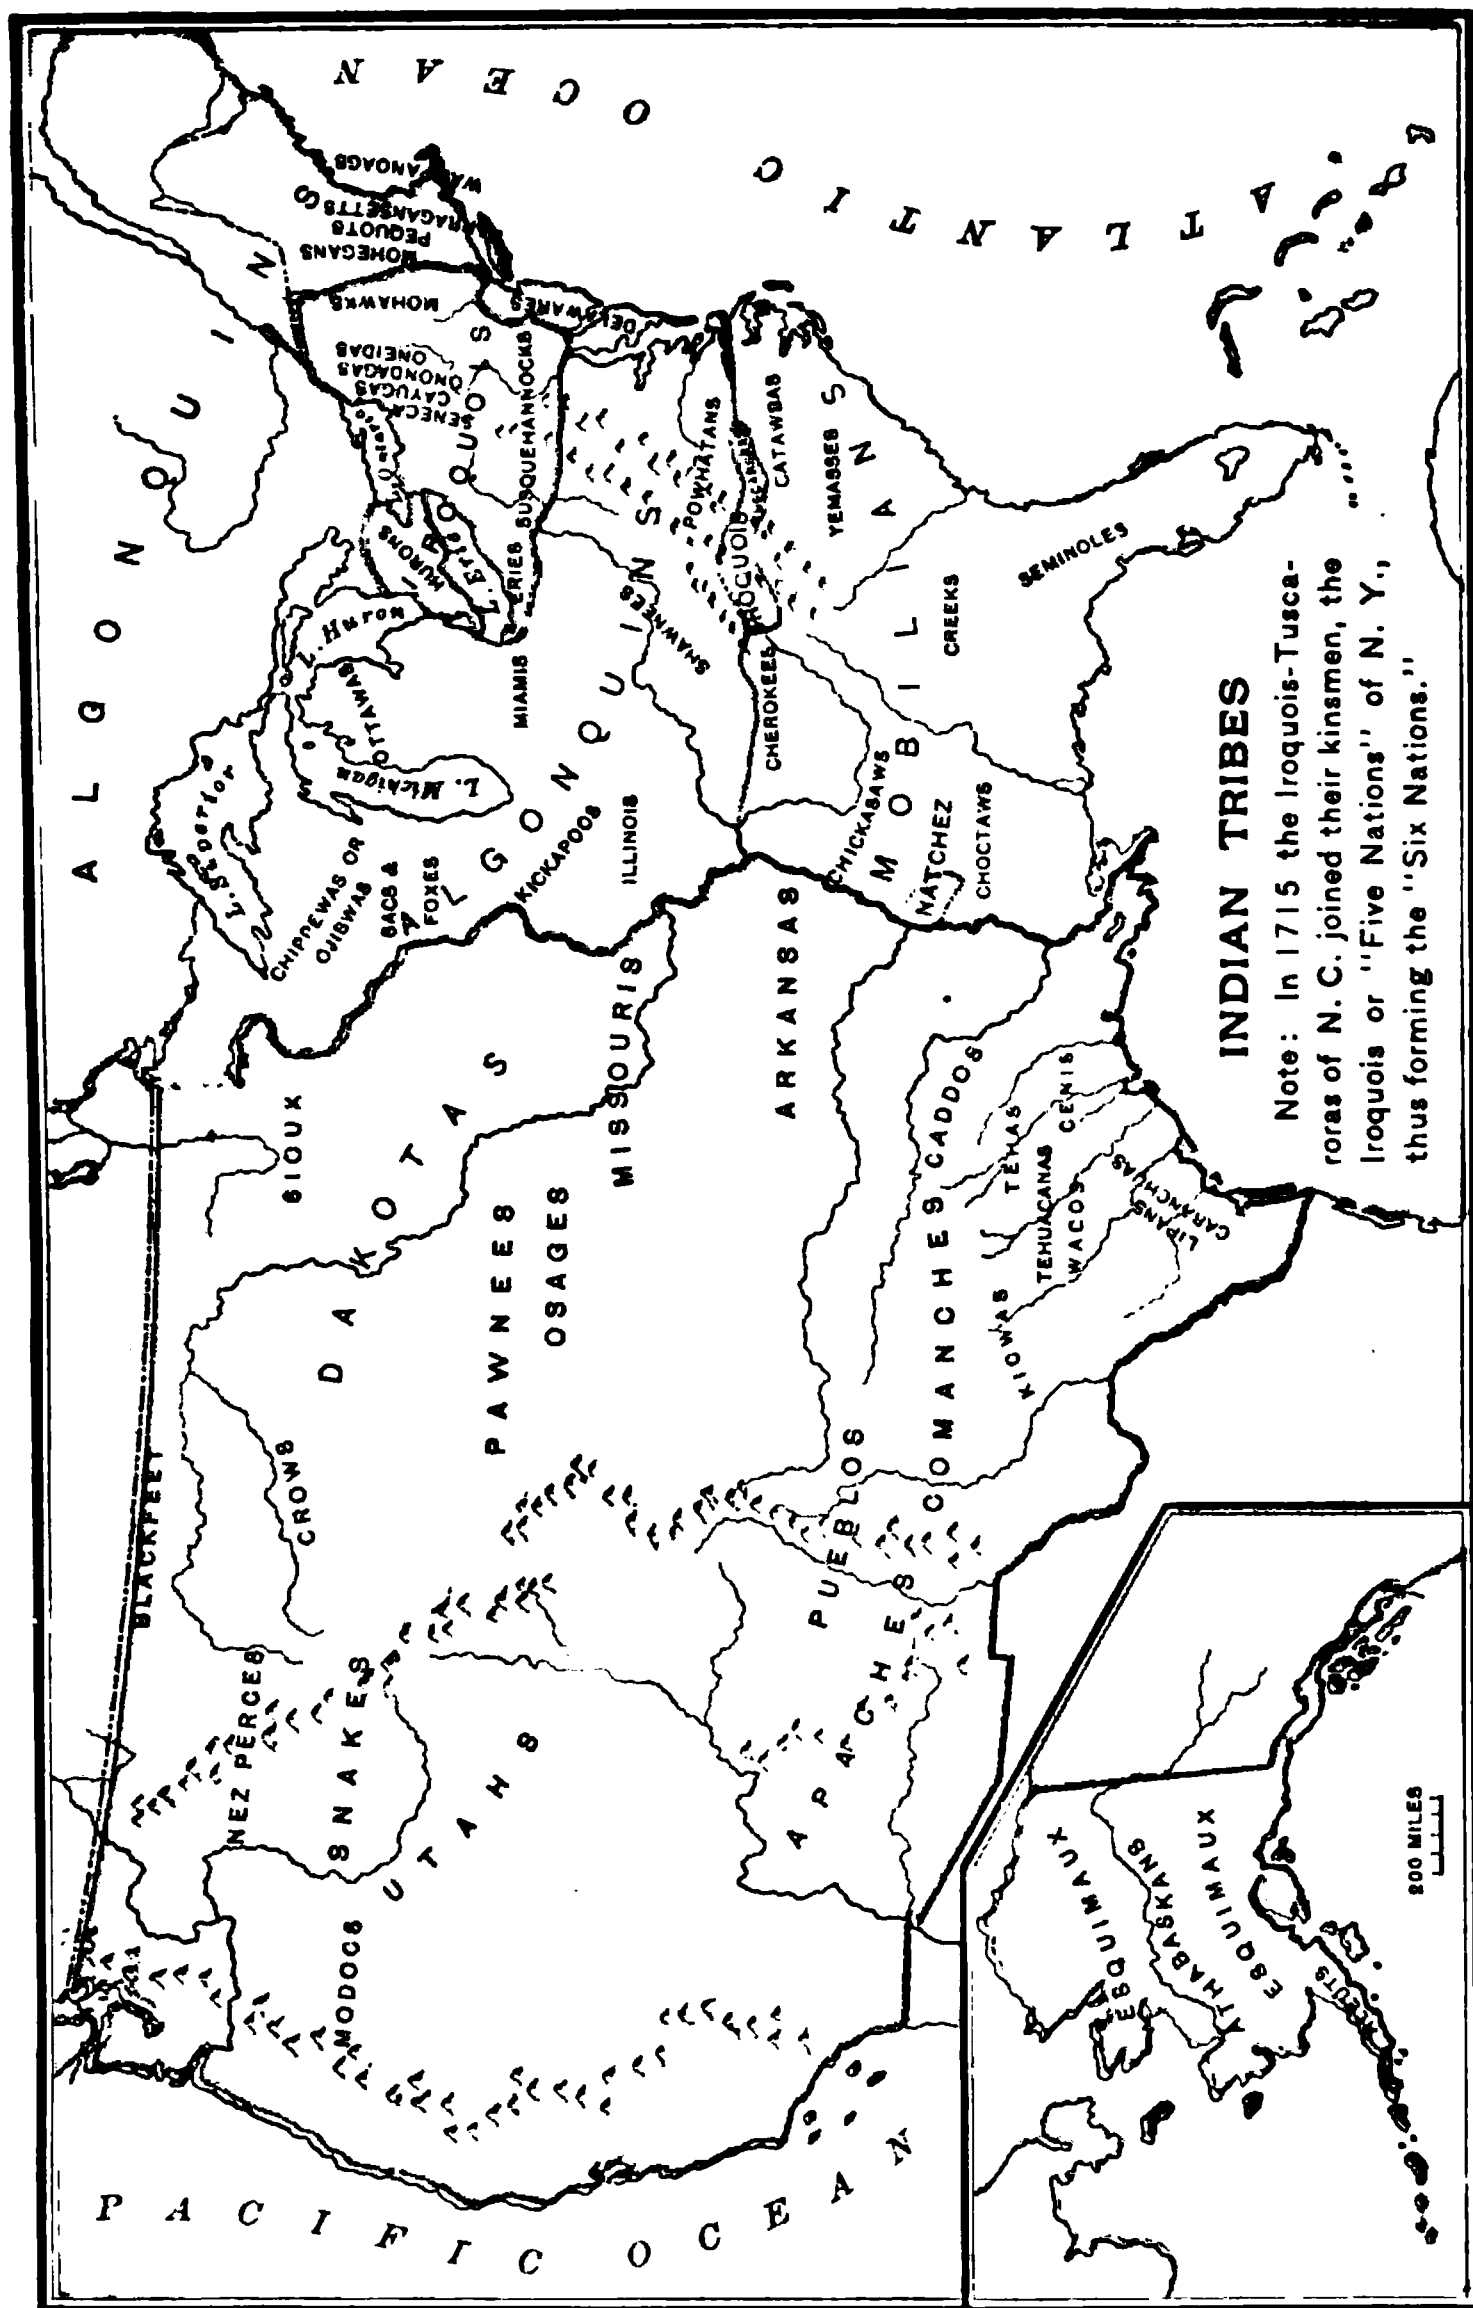 ALGONQUINS
BLACKFEET
SIOUX
CROWS
NEZ PERCES
SNAKES
MODOCS
UTAHS
DAKOTAS
PAWNEES
OSAGES
MISSOURIS
ARKANSAS
PUEBLOS
APACHES
COMANCHES
CADDOS
KIOWAS
TEHAS
CENIS
TEHUACANAS
WACOS
LIPANS
CARANCHUAS
L. Superior
L. Michigan
L. Huron
L. Erie
L. Ontario
CHIPPEWAS OR
OJIBWAS
SACS &
FOXES
OTTAWAS
HURONS
ALGONQUINS
KICKAPOOS
ILLINOIS
MIAMIS
ERIES
SUSQUEHANNOCKS
SHAWNEES
IROQUOIS
SENECAS
CAYUGAS
ONONDAGAS
ONEIDAS
MOHAWKS
MOHEGANS
PEQUOTS
DELAWARES
POWHATANS
IROQUOIS
CHEROKEES
CATAWBAS
YEMASSES
MOBILIANS
CREEKS
CHICKASAWS
NATCHEZ
CHOCTAWS
SEMINOLES
ATLANTIC
OCEAN
PACIFIC OCEAN
ESQUIMAUX
ESQUIMAUX
ATHABASKANS
ALEUTS
200 MILES
INDIAN TRIBES
Note: In 1715 the Iroquois-Tusca-
roras of N. C. joined their kinsmen, the
Iroquois or "Five Nations" of N. Y.,
thus forming the "Six Nations."